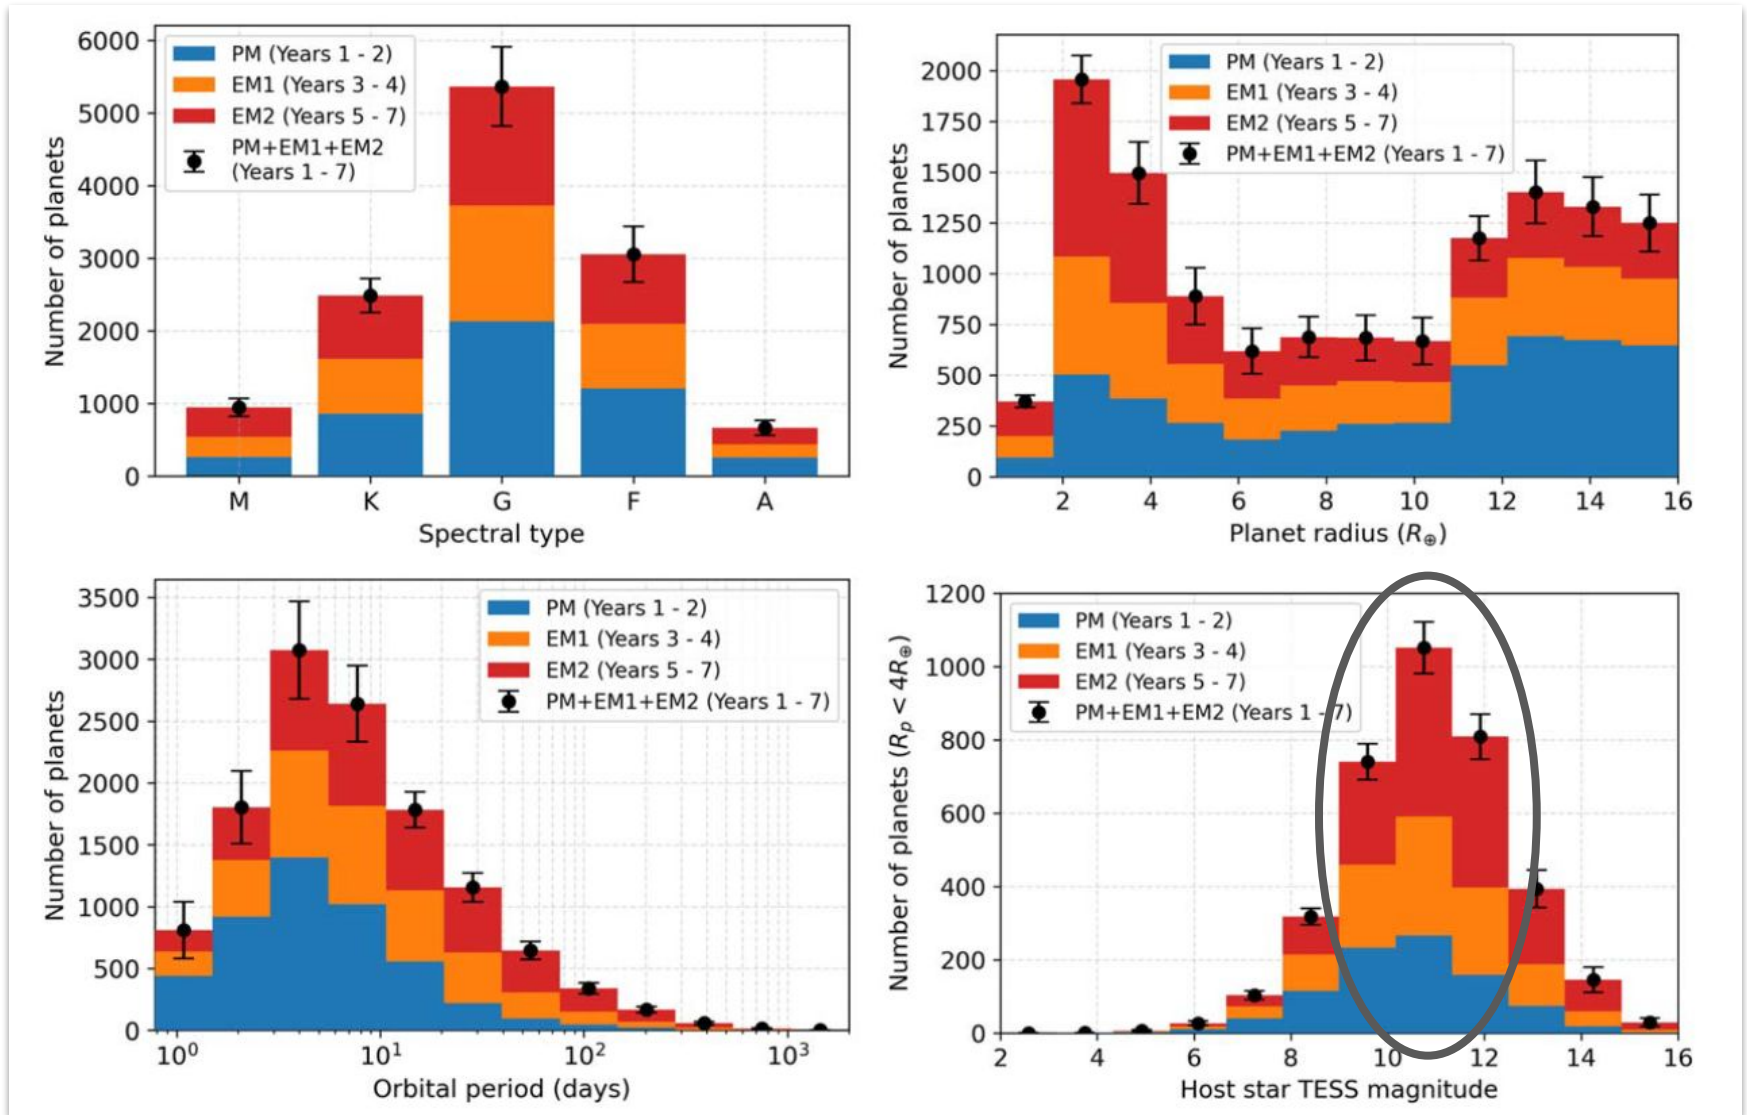 6000
5000
4000
3000
2000
1000
0
Number of planets
PM (Years 1 - 2)
EM1 (Years 3 - 4)
EM2 (Years 5 - 7)
PM+EM1+EM2
(Years 1 - 7)
M K G F A
Spectral type
2000
1750
1500
1250
1000
750
500
250
0
Number of planets
PM (Years 1 - 2)
EM1 (Years 3 - 4)
EM2 (Years 5 - 7)
PM+EM1+EM2 (Years 1 - 7)
2 4 6 8 10 12 14 16
Planet radius (R⊕)
3500
3000
2500
2000
1500
1000
500
0
Number of planets
PM (Years 1 - 2)
EM1 (Years 3 - 4)
EM2 (Years 5 - 7)
PM+EM1+EM2 (Years 1 - 7)
10⁰ 10¹ 10² 10³
Orbital period (days)
1200
1000
800
600
400
200
0
Number of planets (Rₚ < 4R⊕)
PM (Years 1 - 2)
EM1 (Years 3 - 4)
EM2 (Years 5 - 7)
PM+EM1+EM2 (Years 1 - 7)
2 4 6 8 10 12 14 16
Host star TESS magnitude